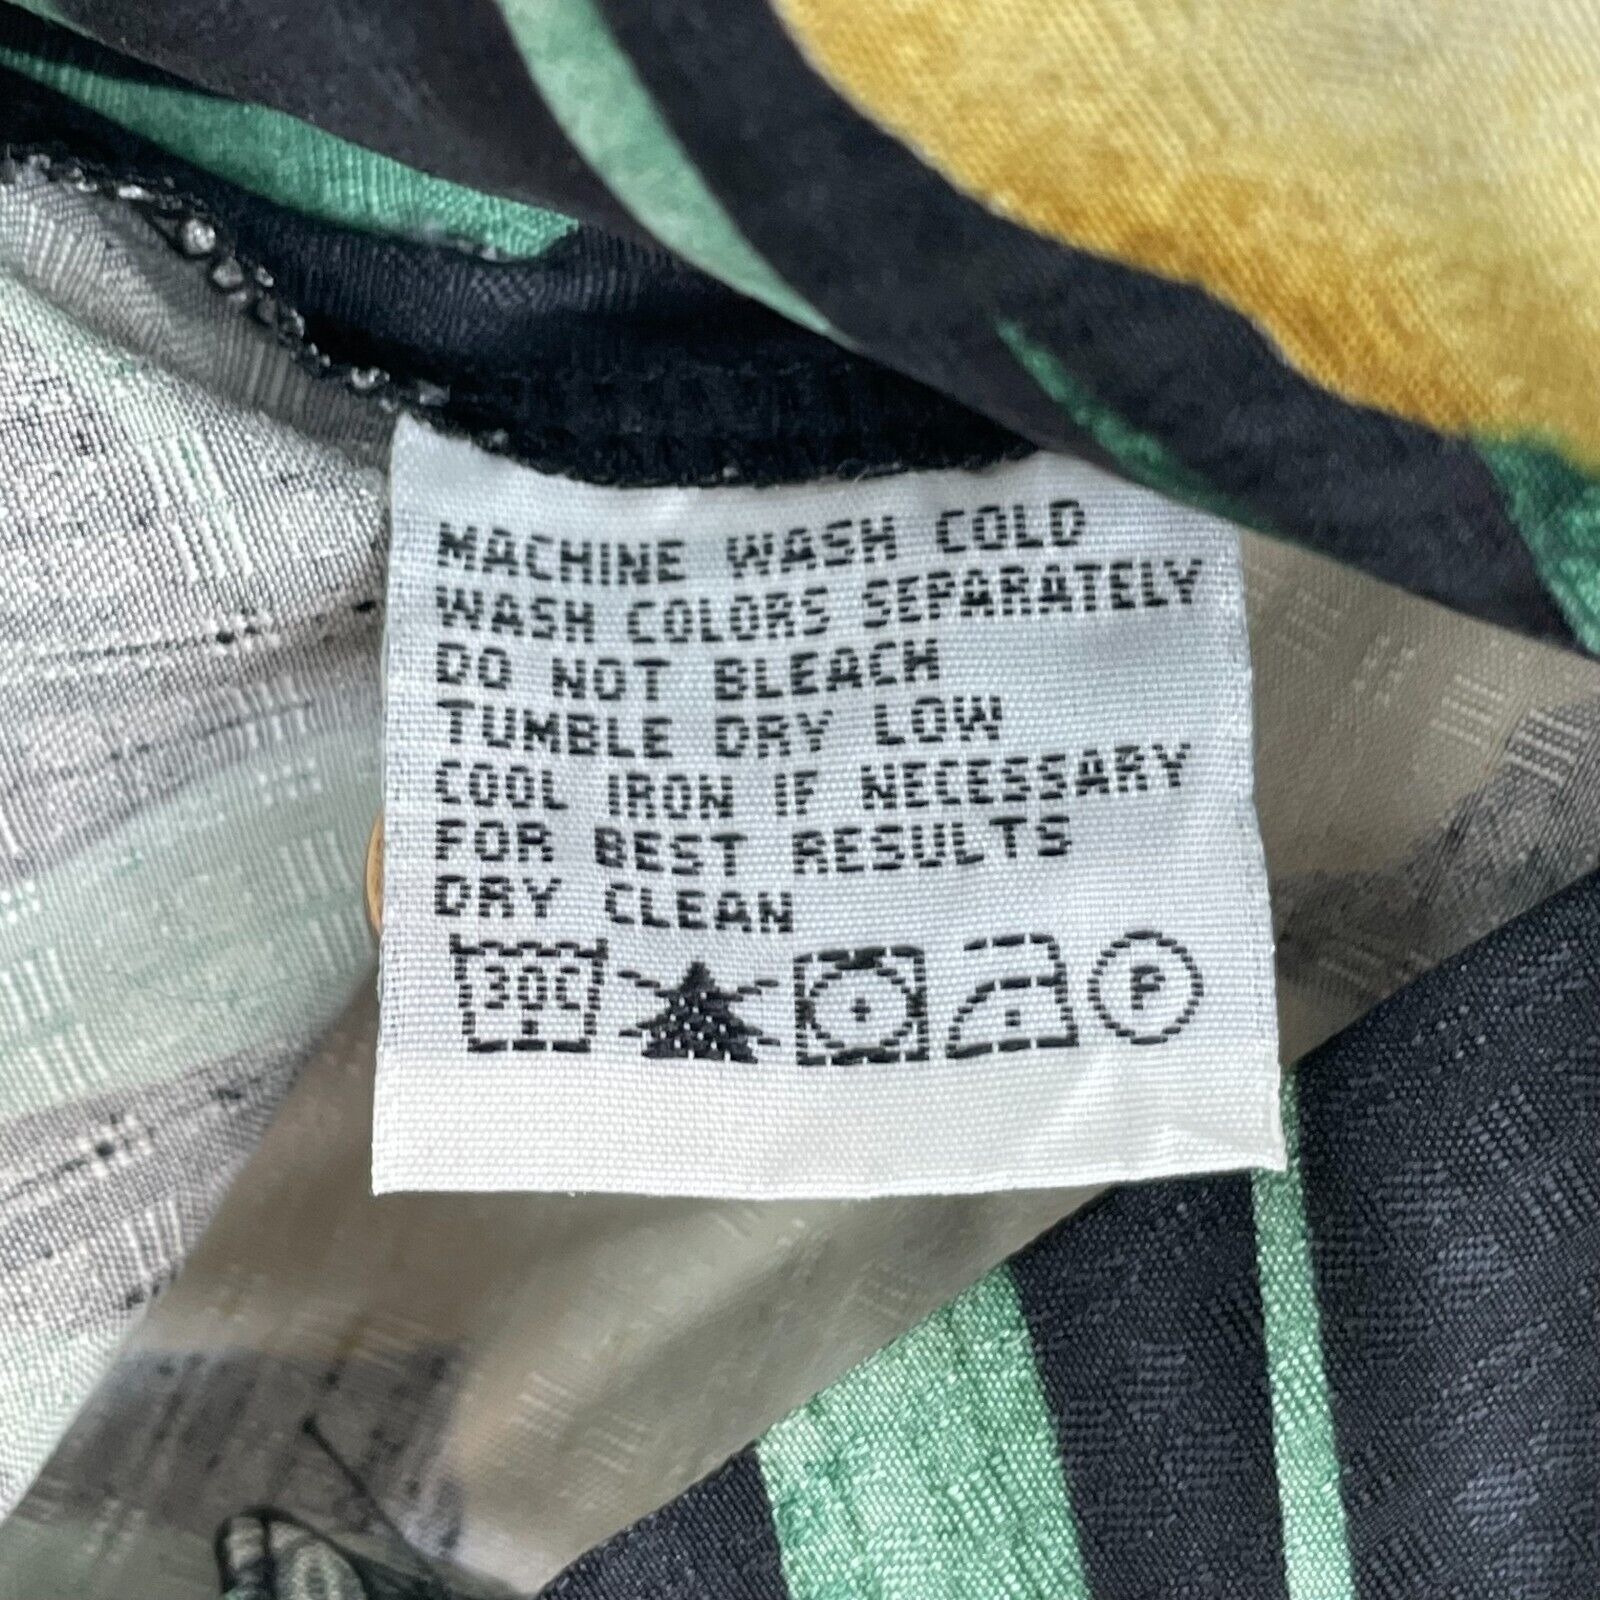 MACHINE WASH COLD
WASH COLORS SEPARATELY
DO NOT BLEACH
TUMBLE DRY LOW
COOL IRON IF NECESSARY
FOR BEST RESULTS
DRY CLEAN
30C P